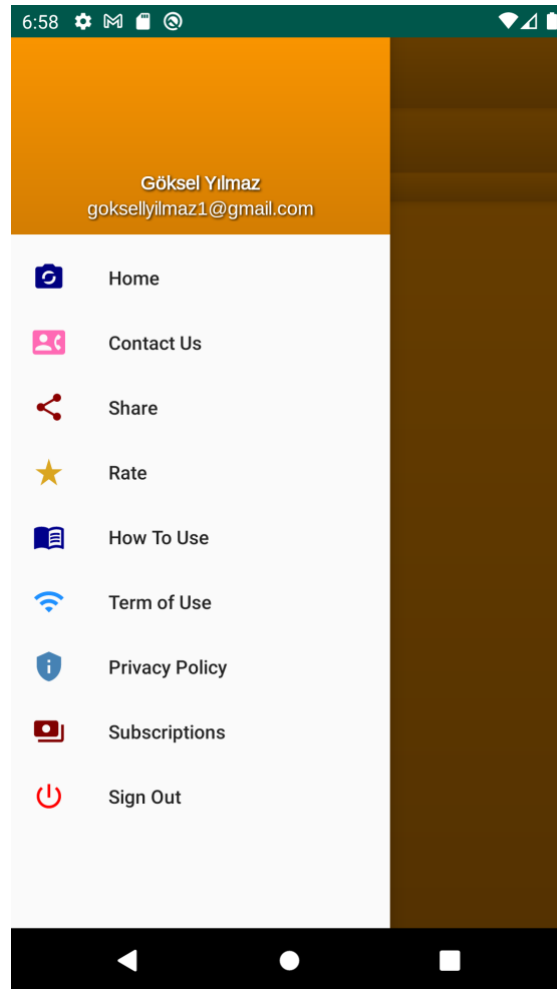 6:58
Göksel Yılmaz
goksellyilmaz1@gmail.com
Home
Contact Us
Share
Rate
How To Use
Term of Use
Privacy Policy
Subscriptions
Sign Out